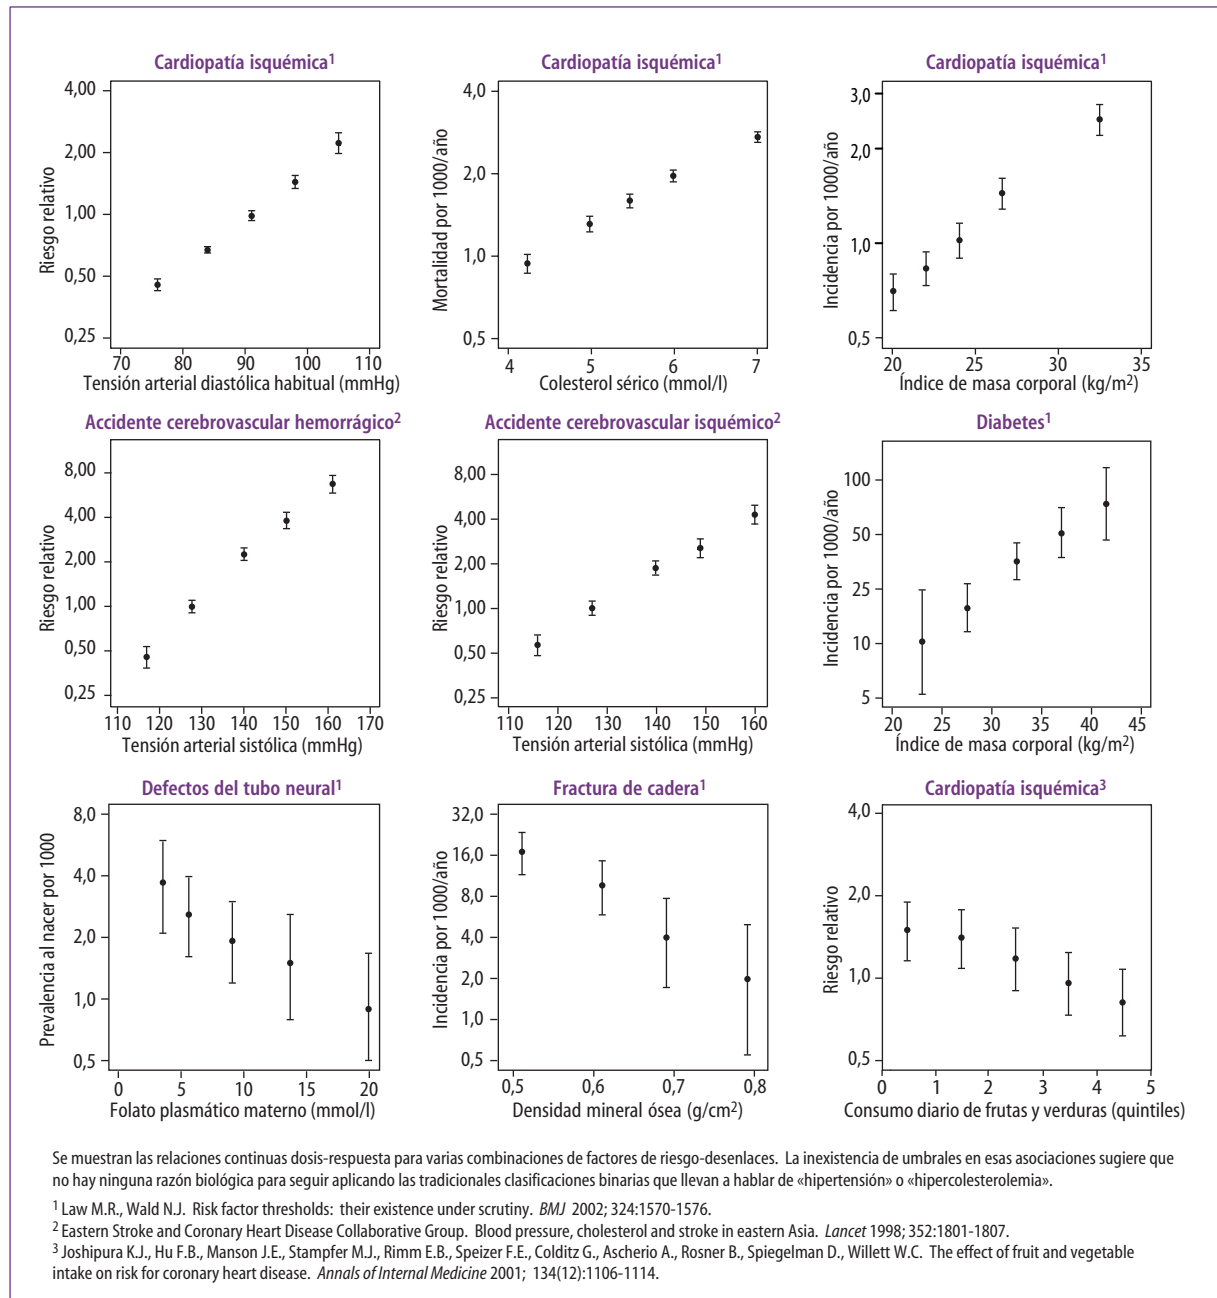 Cardiopatía isquémica¹
4,00
2,00
1,00
0,50
0,25
Riesgo relativo
70 80 90 100 110
Tensión arterial diastólica habitual (mmHg)
Cardiopatía isquémica¹
4,0
2,0
1,0
0,5
Mortalidad por 1000/año
4 5 6 7
Colesterol sérico (mmol/l)
Cardiopatía isquémica¹
3,0
2,0
1,0
0,5
Incidencia por 1000/año
20 25 30 35
Índice de masa corporal (kg/m²)
Accidente cerebrovascular hemorrágico²
8,00
4,00
2,00
1,00
0,50
0,25
Riesgo relativo
110 120 130 140 150 160 170
Tensión arterial sistólica (mmHg)
Accidente cerebrovascular isquémico²
8,00
4,00
2,00
1,00
0,50
0,25
Riesgo relativo
110 120 130 140 150 160
Tensión arterial sistólica (mmHg)
Diabetes¹
100
50
25
10
5
Incidencia por 1000/año
20 25 30 35 40 45
Índice de masa corporal (kg/m²)
Defectos del tubo neural¹
8,0
4,0
2,0
1,0
0,5
Prevalencia al nacer por 1000
0 5 10 15 20
Folato plasmático materno (mmol/l)
Fractura de cadera¹
32,0
16,0
8,0
4,0
2,0
1,0
0,5
Incidencia por 1000/año
0,5 0,6 0,7 0,8
Densidad mineral ósea (g/cm²)
Cardiopatía isquémica³
4,0
2,0
1,0
0,5
Riesgo relativo
0 1 2 3 4 5
Consumo diario de frutas y verduras (quintiles)
Se muestran las relaciones continuas dosis-respuesta para varias combinaciones de factores de riesgo-desenlaces. La inexistencia de umbrales en esas asociaciones sugiere que
no hay ninguna razón biológica para seguir aplicando las tradicionales clasificaciones binarias que llevan a hablar de «hipertensión» o «hipercolesterolemia».
¹ Law M.R., Wald N.J. Risk factor thresholds: their existence under scrutiny. BMJ 2002; 324:1570-1576.
² Eastern Stroke and Coronary Heart Disease Collaborative Group. Blood pressure, cholesterol and stroke in eastern Asia. Lancet 1998; 352:1801-1807.
³ Joshipura K.J., Hu F.B., Manson J.E., Stampfer M.J., Rimm E.B., Speizer F.E., Colditz G., Ascherio A., Rosner B., Spiegelman D., Willett W.C. The effect of fruit and vegetable
intake on risk for coronary heart disease. Annals of Internal Medicine 2001; 134(12):1106-1114.